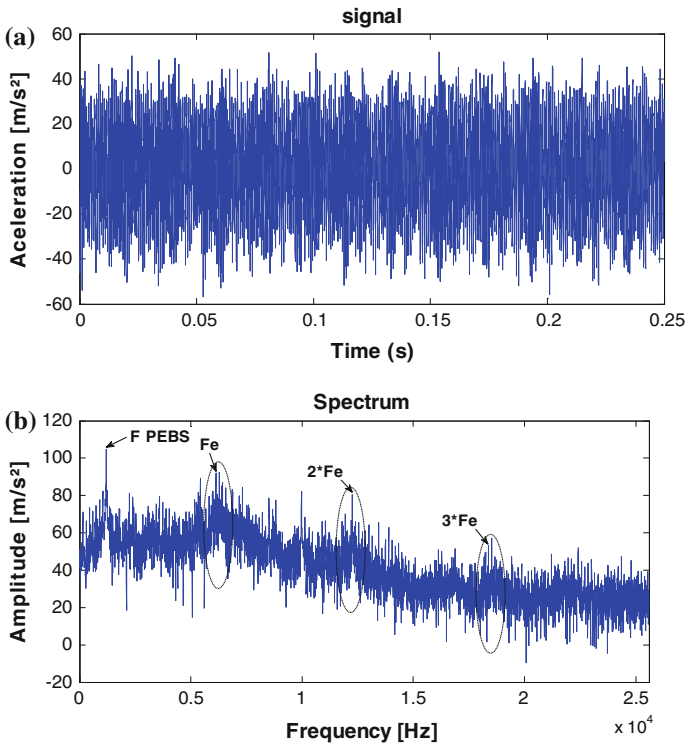 (a)
signal
Aceleration [m/s²]
60
40
20
0
-20
-40
-60
0
0.05
0.1
0.15
0.2
0.25
Time (s)
(b)
Spectrum
Amplitude [m/s²]
120
100
80
60
40
20
0
-20
F PEBS
Fe
2*Fe
3*Fe
0
0.5
1
1.5
2
2.5
x 10⁴
Frequency [Hz]